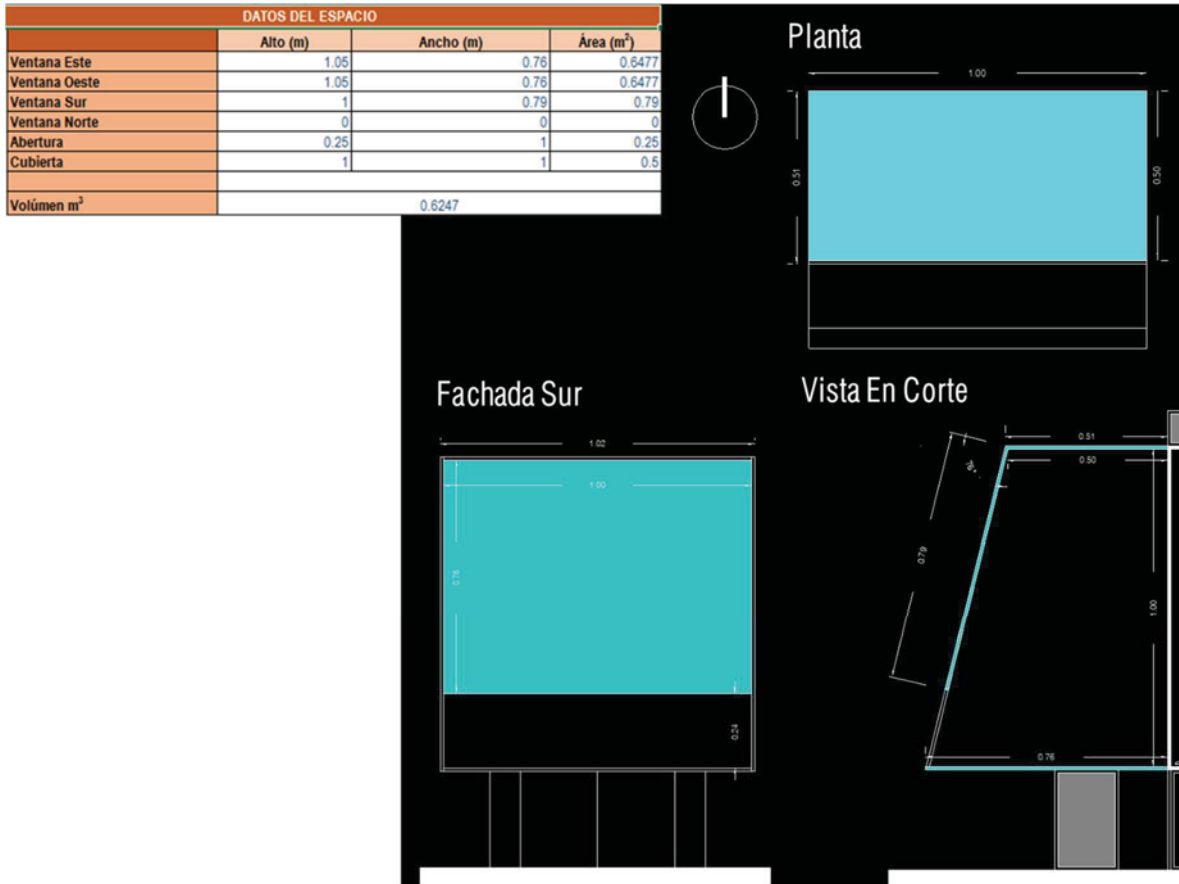 DATOS DEL ESPACIO
Alto (m) Ancho (m) Área (m²)
Ventana Este 1.05 0.76 0.6477
Ventana Oeste 1.05 0.76 0.6477
Ventana Sur 1 0.79 0.79
Ventana Norte 0 0 0
Abertura 0.25 1 0.25
Cubierta 1 1 0.5
Volúmen m³ 0.6247
Planta
1.00
0.51
0.50
Fachada Sur
1.02
1.00
0.76
0.24
Vista En Corte
0.51
0.50
76°
0.79
1.00
0.76